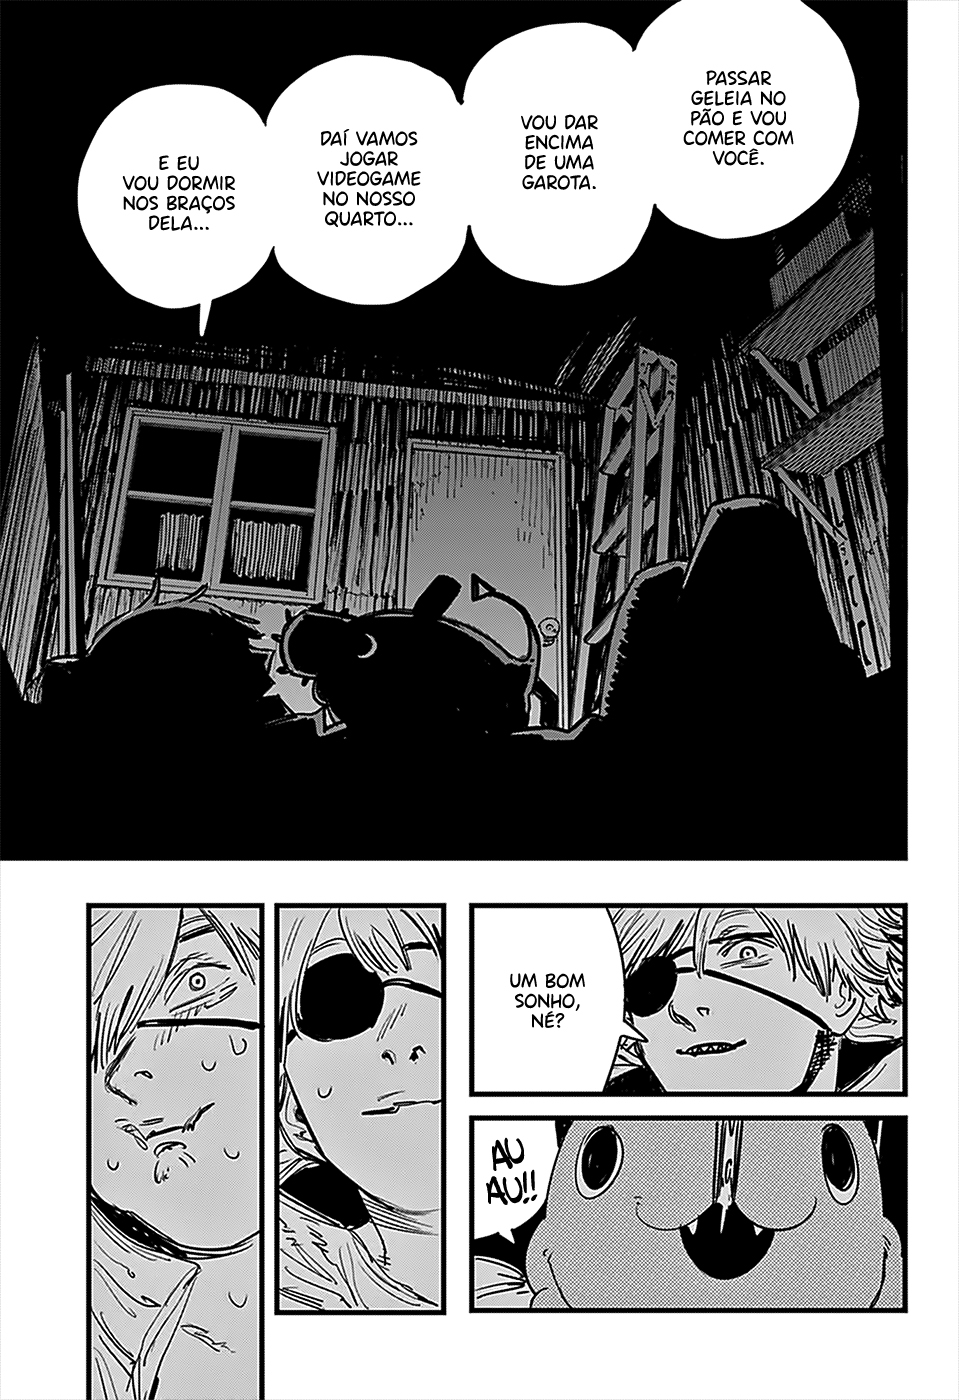 PASSAR
GELEIA NO
PÃO E VOU
COMER COM
VOCÊ.
VOU DAR
ENCIMA
DE UMA
GAROTA.
DAÍ VAMOS
JOGAR
VIDEOGAME
NO NOSSO
QUARTO...
E EU
VOU DORMIR
NOS BRAÇOS
DELA...
UM BOM
SONHO,
NÉ?
AU
AU!!